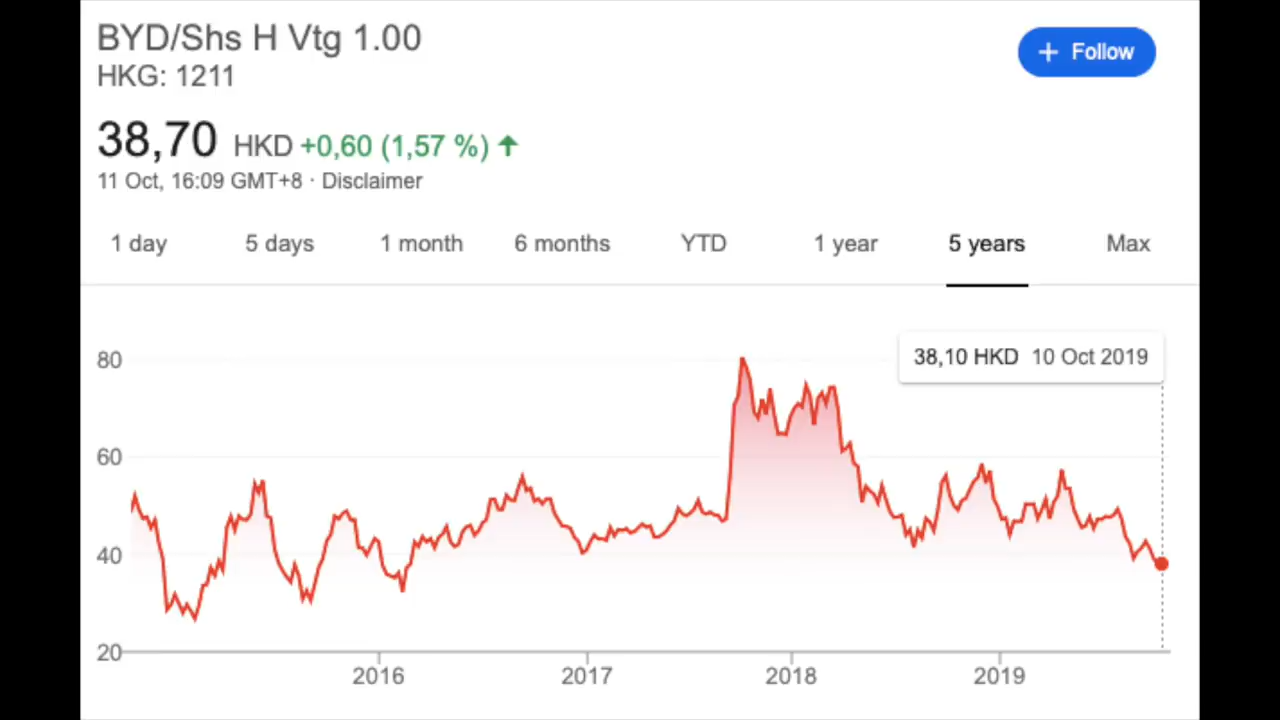 BYD/Shs H Vtg 1.00
+ Follow
HKG: 1211
38,70 HKD +0,60 (1,57 %) ↑
11 Oct, 16:09 GMT+8 · Disclaimer
1 day 5 days 1 month 6 months YTD 1 year 5 years Max
38,10 HKD 10 Oct 2019
80
60
40
20
2016 2017 2018 2019